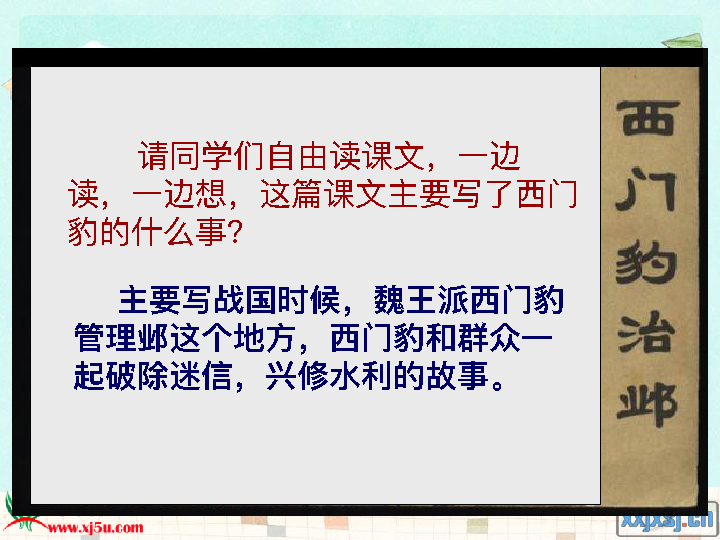 请同学们自由读课文，一边
读，一边想，这篇课文主要写了西门
豹的什么事？
主要写战国时候，魏王派西门豹
管理邺这个地方，西门豹和群众一
起破除迷信，兴修水利的故事。
西门豹治邺
www.xj5u.com
xxjxsj.cn